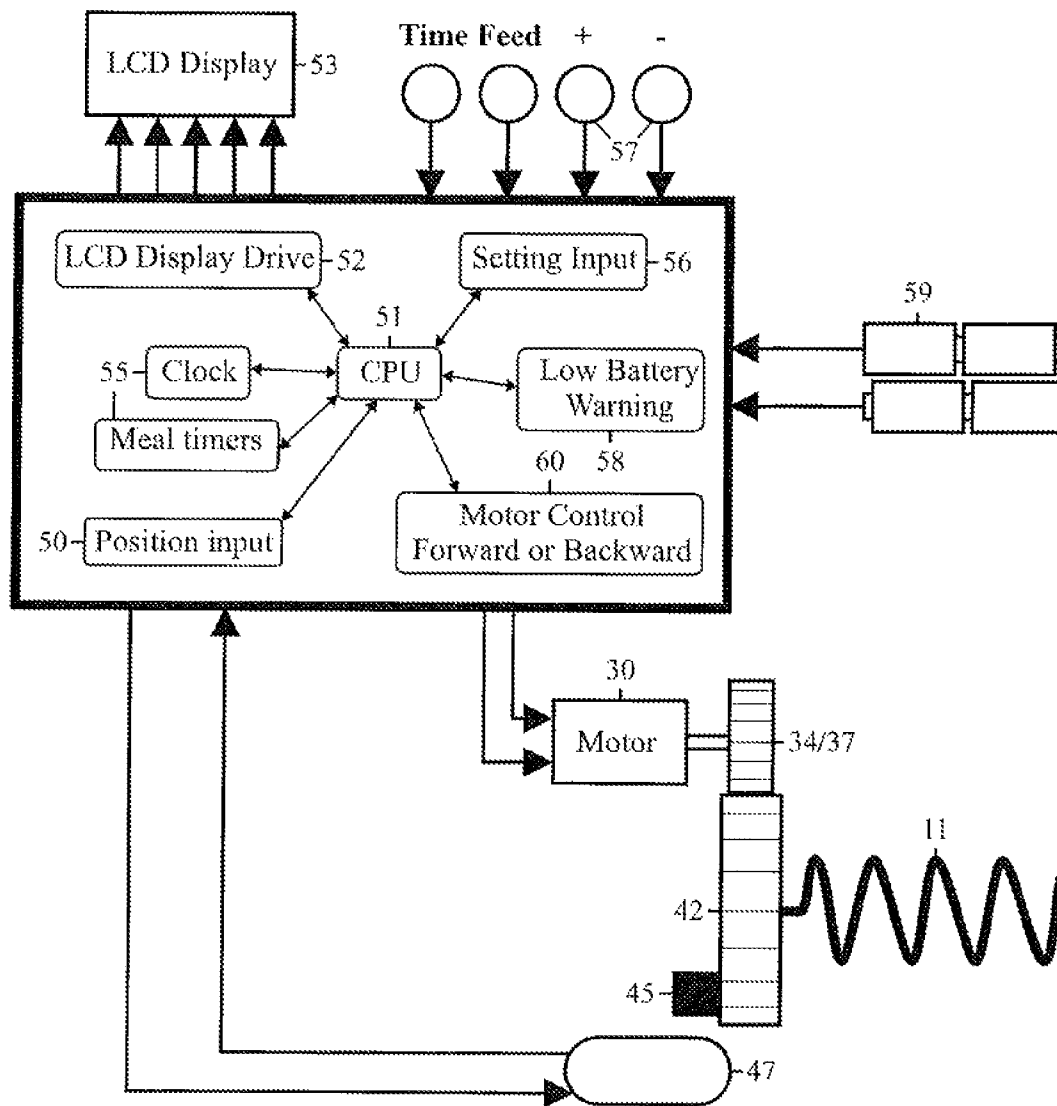 Time Feed + -
LCD Display 53
57
LCD Display Drive 52
Setting Input 56
51
59
55 Clock
CPU
Low Battery
Warning
Meal timers
60 58
50 Position input
Motor Control
Forward or Backward
30
Motor
34/37
11
42
45
47